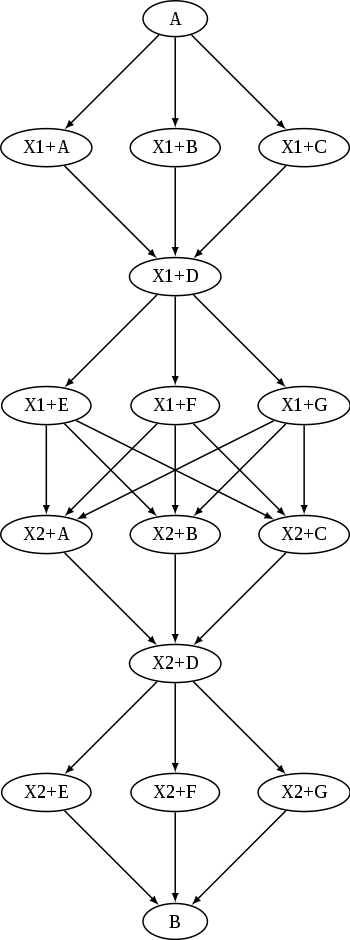 A
X1+A X1+B X1+C
X1+D
X1+E X1+F X1+G
X2+A X2+B X2+C
X2+D
X2+E X2+F X2+G
B